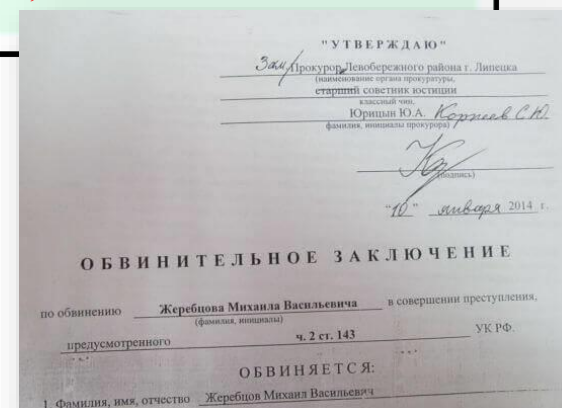 "УТВЕРЖДАЮ"
Зам. Прокурор Левобережного района г. Липецка
(наименование органа прокуратуры,
старший советник юстиции
классный чин,
Юрицын Ю.А. Корнеев С.Ю.
фамилия, инициалы прокурора)
(подпись)
"10" января 2014 г.
ОБВИНИТЕЛЬНОЕ ЗАКЛЮЧЕНИЕ
по обвинению Жеребцова Михаила Васильевича в совершении преступления,
(фамилия, инициалы)
предусмотренного ч. 2 ст. 143 УК РФ.
ОБВИНЯЕТСЯ:
1. Фамилия, имя, отчество Жеребцов Михаил Васильевич